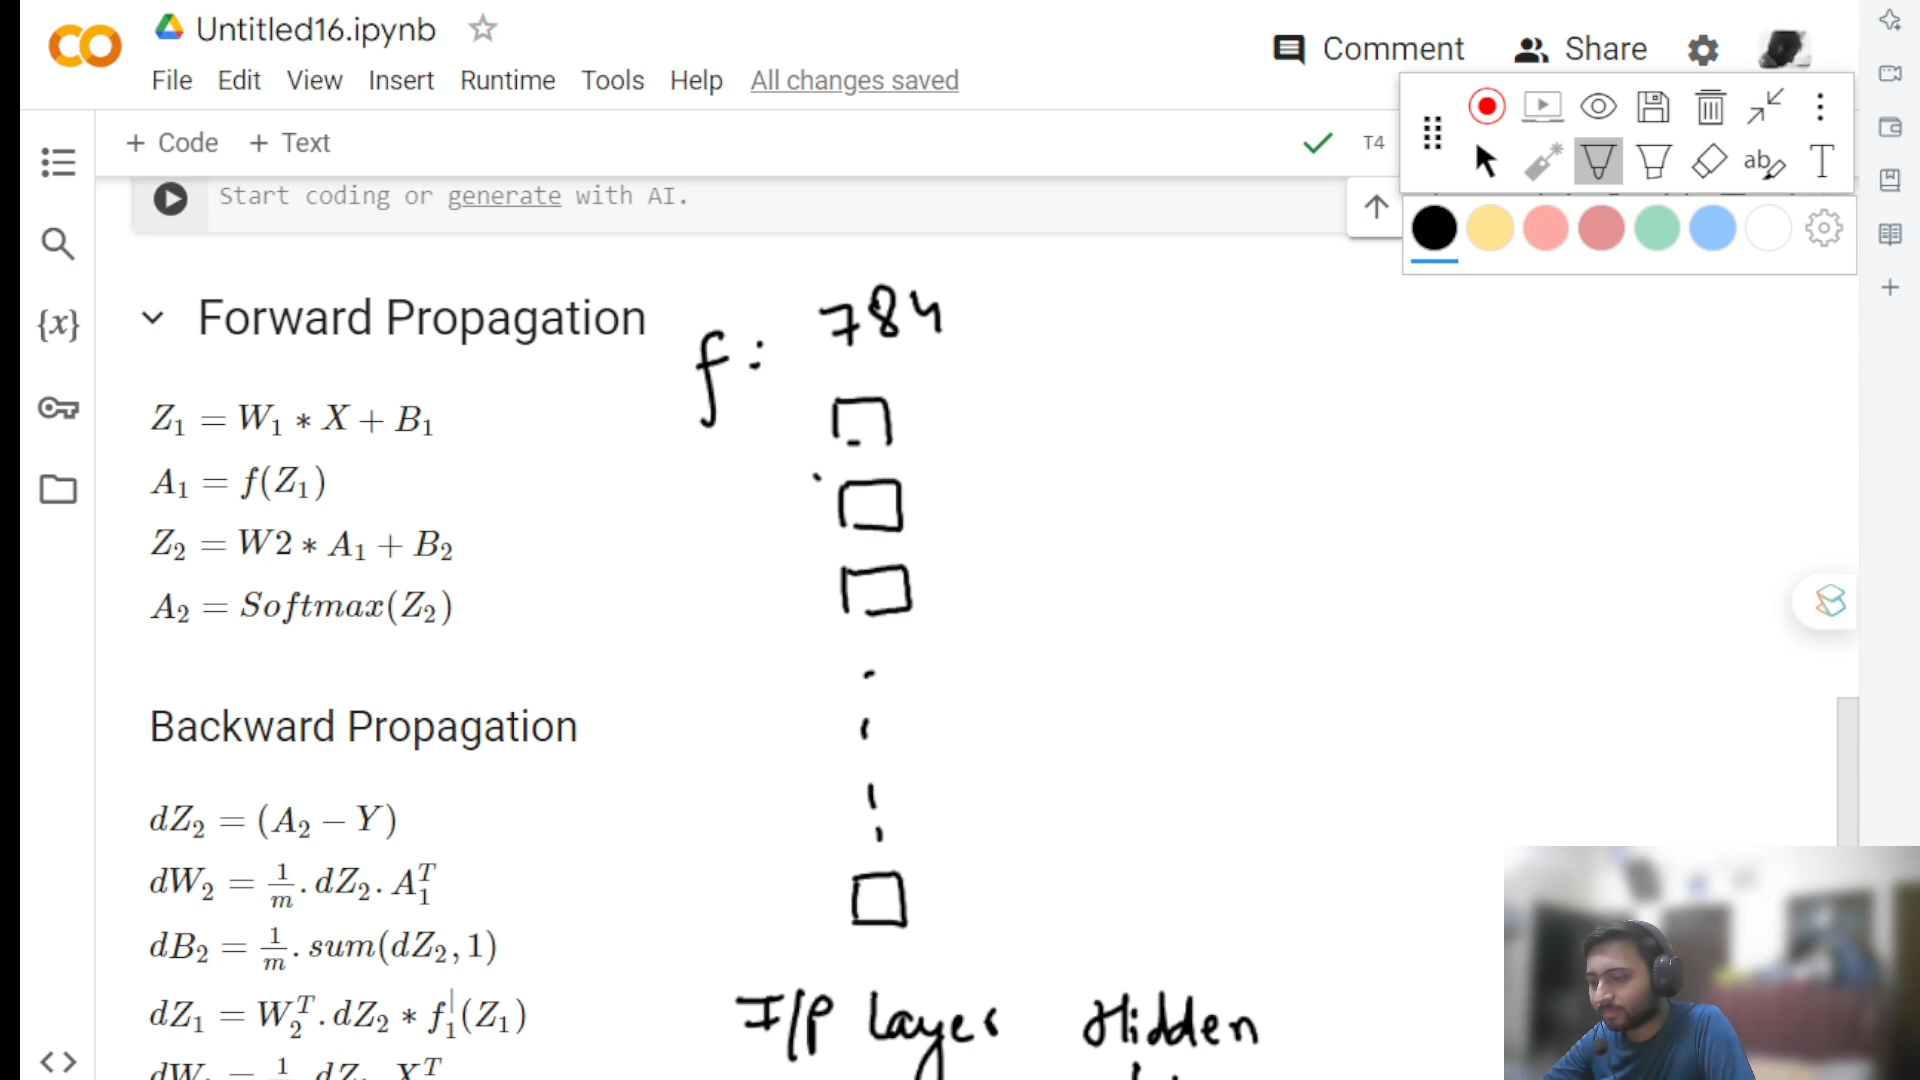 Untitled16.ipynb
Comment
Share
File Edit View Insert Runtime Tools Help All changes saved
+ Code + Text
T4
ab
T
Start coding or generate with AI.
{x}
Forward Propagation
f: 784
Z₁ = W₁ * X + B₁
A₁ = f(Z₁)
Z₂ = W2 * A₁ + B₂
A₂ = Softmax(Z₂)
Backward Propagation
dZ₂ = (A₂ − Y)
dW₂ = 1/m . dZ₂ . A₁ᵀ
dB₂ = 1/m . sum(dZ₂, 1)
dZ₁ = W₂ᵀ . dZ₂ * f₁|(Z₁)
I/P Layer Hidden